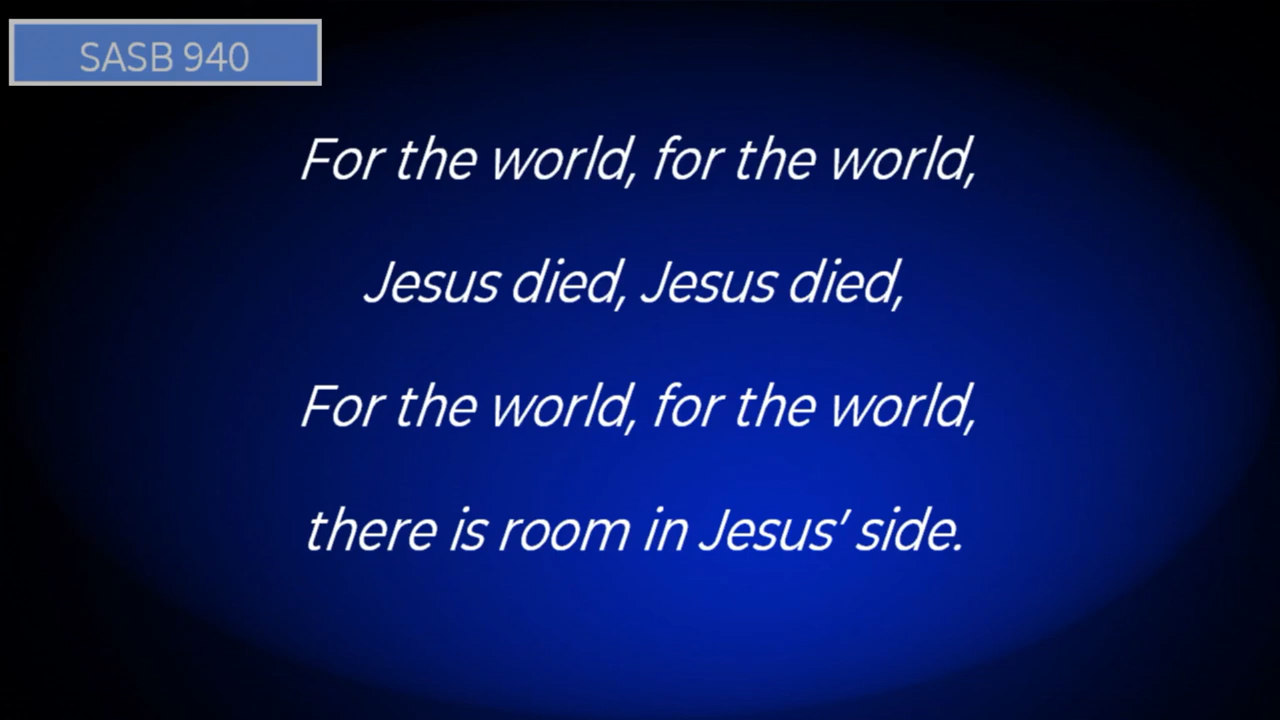 SASB 940
For the world, for the world,
Jesus died, Jesus died,
For the world, for the world,
there is room in Jesus’ side.